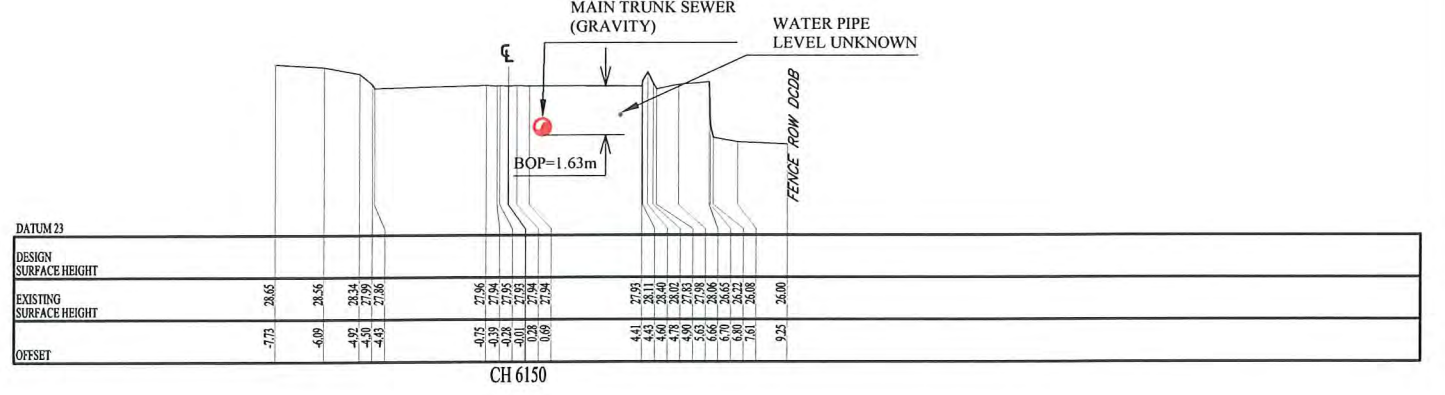 MAIN TRUNK SEWER
(GRAVITY)
WATER PIPE
LEVEL UNKNOWN
℄
BOP=1.63m
FENCE ROW DCDB
DATUM 23
DESIGN
SURFACE HEIGHT
EXISTING
SURFACE HEIGHT
28.65 28.56 28.34 27.99 27.86 27.96 27.94 27.95 27.93 27.94 27.94 27.93 28.11 28.40 28.02 27.83 27.98 28.06 26.65 26.22 26.08 26.00
OFFSET
-7.73 -6.09 -4.92 -4.50 -4.43 -0.75 -0.39 -0.28 -0.01 0.28 0.69 4.41 4.43 4.60 4.78 4.90 5.63 6.66 6.70 6.80 7.61 9.25
CH 6150